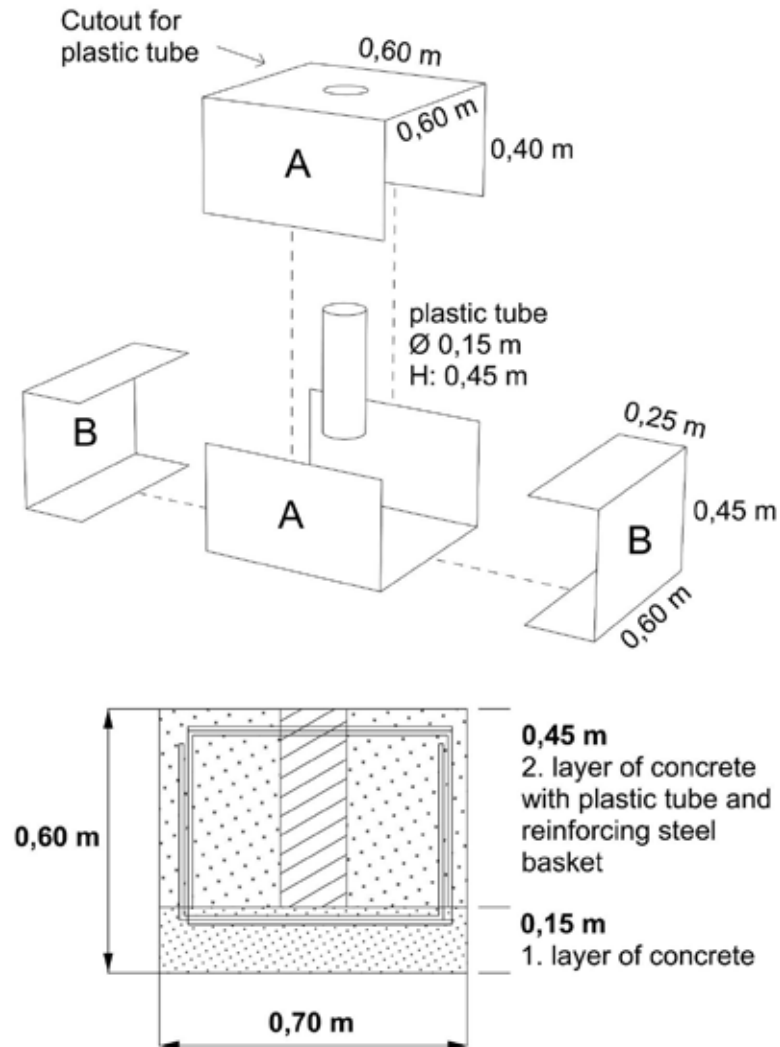 Cutout for
plastic tube
0,60 m
0,60 m
0,40 m
A
plastic tube
Ø 0,15 m
H: 0,45 m
B
A
0,25 m
0,45 m
B
0,60 m
0,60 m
0,45 m
2. layer of concrete
with plastic tube and
reinforcing steel
basket
0,15 m
1. layer of concrete
0,70 m